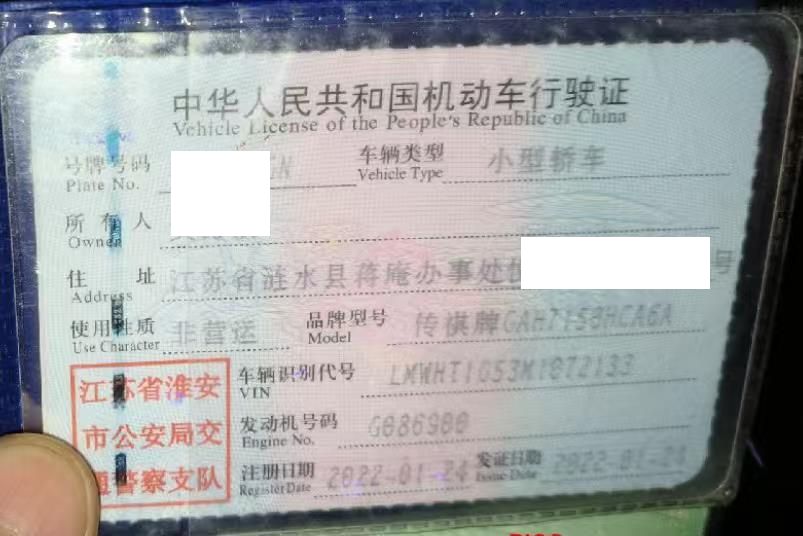 中华人民共和国机动车行驶证
Vehicle License of the People's Republic of China
号牌号码 车辆类型 小型轿车
Plate No. Vehicle Type
所有人
Owner
住址 江苏省涟水县蒋庵办事处 号
Address
使用性质 非营运 品牌型号 传祺牌GAH7150HCA6A
Use Character Model
车辆识别代号 LMWHT1G53M1072133
VIN
发动机号码 G086980
Engine No.
注册日期 2022-01-24 发证日期 2022-01-24
Register Date Issue Date
江苏省淮安
市公安局交
通警察支队